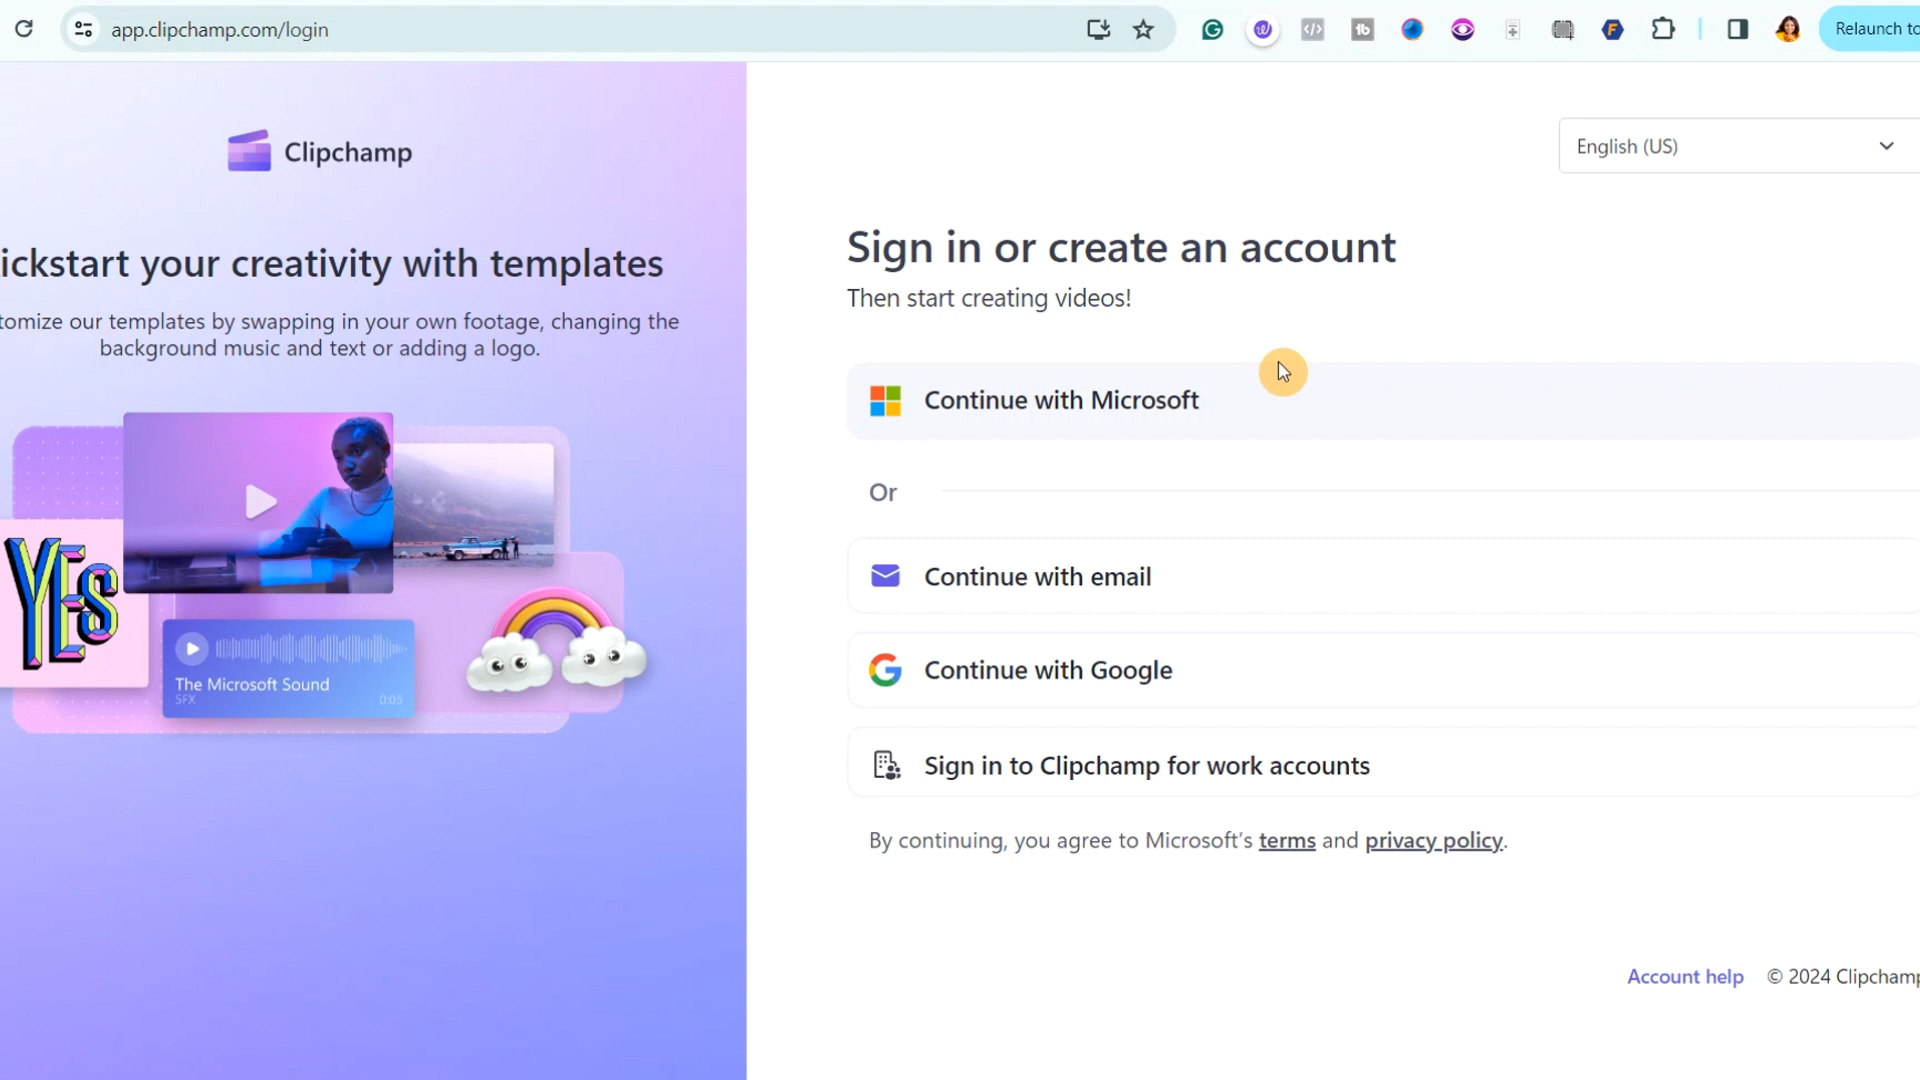 app.clipchamp.com/login
Relaunch to
Clipchamp
ickstart your creativity with templates
tomize our templates by swapping in your own footage, changing the
background music and text or adding a logo.
YES
The Microsoft Sound
SFX
0:05
English (US)
Sign in or create an account
Then start creating videos!
Continue with Microsoft
Or
Continue with email
Continue with Google
Sign in to Clipchamp for work accounts
By continuing, you agree to Microsoft's terms and privacy policy.
Account help
© 2024 Clipchamp